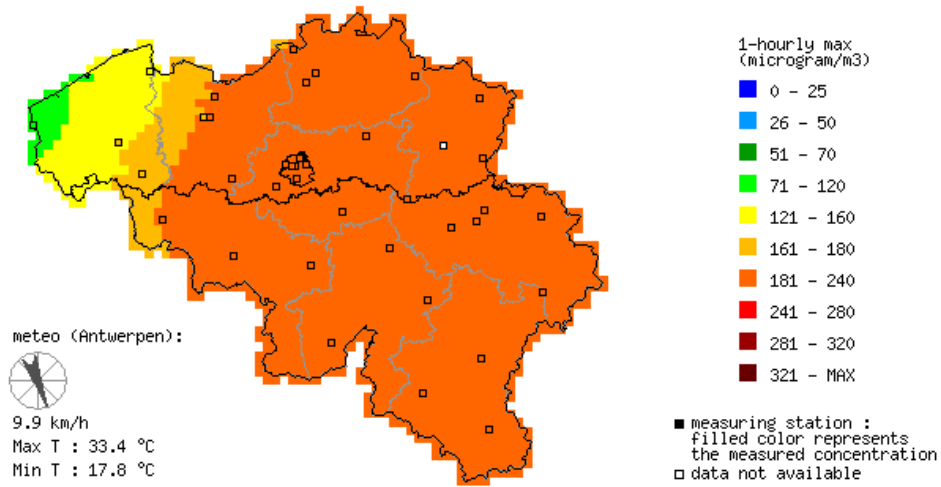 1-hourly max
(microgram/m3)
0 - 25
26 - 50
51 - 70
71 - 120
121 - 160
161 - 180
181 - 240
241 - 280
281 - 320
321 - MAX
meteo (Antwerpen):
9.9 km/h
Max T : 33.4 °C
Min T : 17.8 °C
measuring station :
filled color represents
the measured concentration
data not available